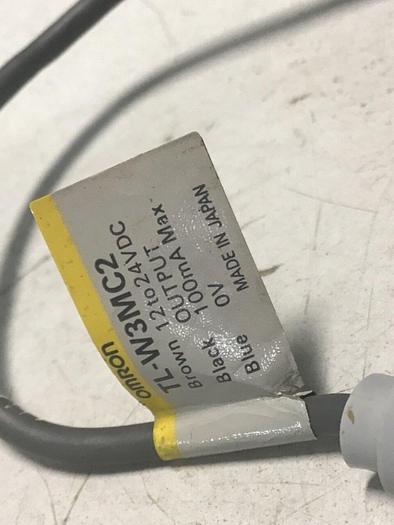 omron
TL-W3MC2
Brown 12 to 24VDC
Black OUTPUT
100mA Max.
Blue 0V
MADE IN JAPAN